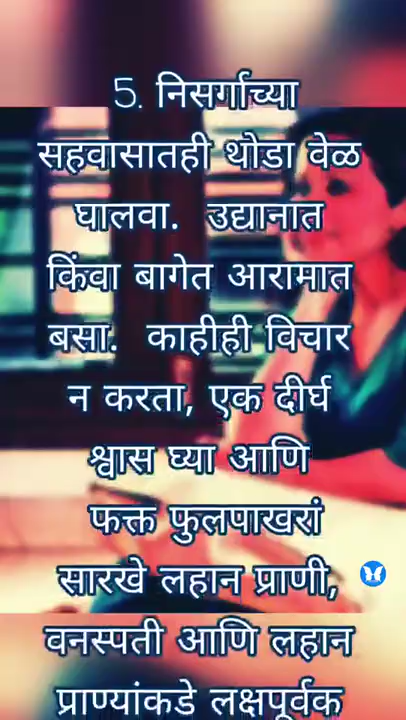 5. निसर्गाच्या
सहवासातही थोडा वेळ
घालवा. उद्यानात
किंवा बागेत आरामात
बसा. काहीही विचार
न करता, एक दीर्घ
श्वास घ्या आणि
फक्त फुलपाखरां
सारखे लहान प्राणी,
वनस्पती आणि लहान
प्राण्यांकडे लक्षपूर्वक